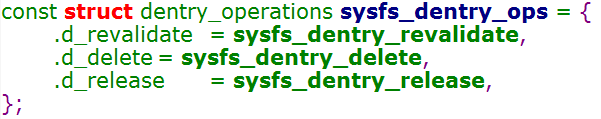 const struct dentry_operations sysfs_dentry_ops = {
.d_revalidate = sysfs_dentry_revalidate,
.d_delete = sysfs_dentry_delete,
.d_release = sysfs_dentry_release,
};